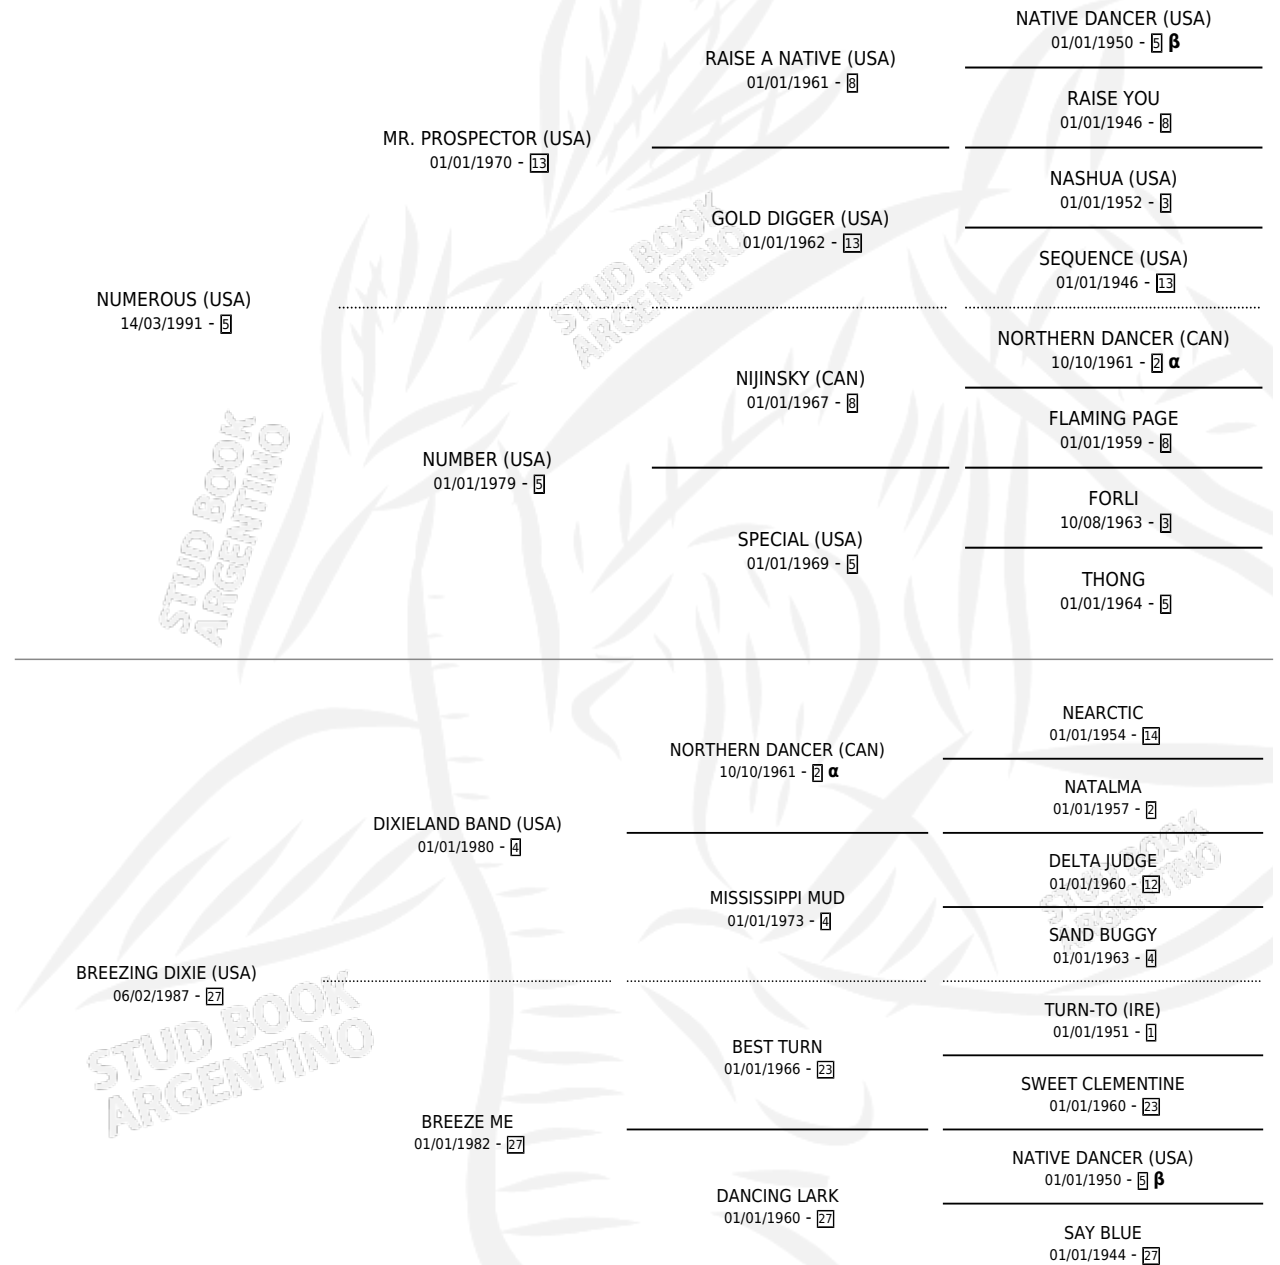 NATIVE DANCER (USA)
01/01/1950 - 5 β
RAISE A NATIVE (USA)
01/01/1961 - 8
RAISE YOU
01/01/1946 - 8
MR. PROSPECTOR (USA)
01/01/1970 - 13
NASHUA (USA)
01/01/1952 - 3
GOLD DIGGER (USA)
01/01/1962 - 13
SEQUENCE (USA)
01/01/1946 - 13
STUD BOOK
ARGENTINO
NUMEROUS (USA)
14/03/1991 - 5
NORTHERN DANCER (CAN)
10/10/1961 - 2 α
NIJINSKY (CAN)
01/01/1967 - 8
FLAMING PAGE
01/01/1959 - 8
NUMBER (USA)
01/01/1979 - 5
FORLI
10/08/1963 - 3
SPECIAL (USA)
01/01/1969 - 5
THONG
01/01/1964 - 5
STUD BOOK
ARGENTINO
NEARCTIC
01/01/1954 - 14
NORTHERN DANCER (CAN)
10/10/1961 - 2 α
NATALMA
01/01/1957 - 2
DIXIELAND BAND (USA)
01/01/1980 - 4
DELTA JUDGE
01/01/1960 - 12
STUD BOOK
ARGENTINO
MISSISSIPPI MUD
01/01/1973 - 4
SAND BUGGY
01/01/1963 - 4
BREEZING DIXIE (USA)
06/02/1987 - 27
STUD BOOK
ARGENTINO
TURN-TO (IRE)
01/01/1951 - 1
BEST TURN
01/01/1966 - 23
SWEET CLEMENTINE
01/01/1960 - 23
BREEZE ME
01/01/1982 - 27
NATIVE DANCER (USA)
01/01/1950 - 5 β
DANCING LARK
01/01/1960 - 27
SAY BLUE
01/01/1944 - 27